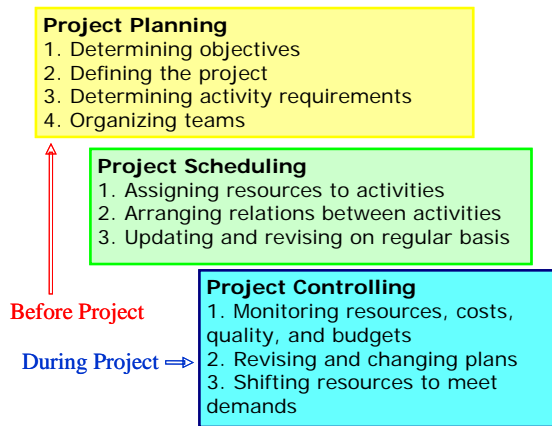 Project Planning
1. Determining objectives
2. Defining the project
3. Determining activity requirements
4. Organizing teams
Project Scheduling
1. Assigning resources to activities
2. Arranging relations between activities
3. Updating and revising on regular basis
Project Controlling
1. Monitoring resources, costs,
quality, and budgets
2. Revising and changing plans
3. Shifting resources to meet
demands
Before Project
During Project